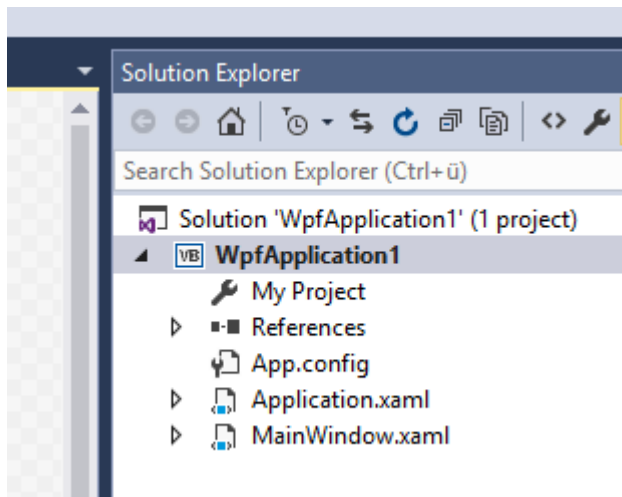 Solution Explorer
Search Solution Explorer (Ctrl+ü)
Solution 'WpfApplication1' (1 project)
VB WpfApplication1
My Project
References
App.config
Application.xaml
MainWindow.xaml